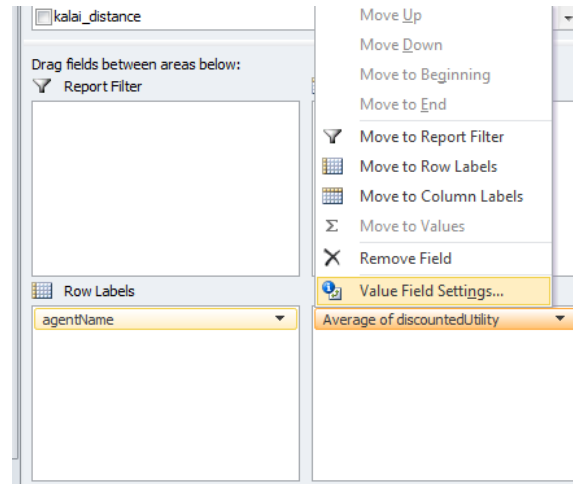 kalai_distance
Drag fields between areas below:
Report Filter
Row Labels
agentName
Move Up
Move Down
Move to Beginning
Move to End
Move to Report Filter
Move to Row Labels
Move to Column Labels
Σ Move to Values
Remove Field
Value Field Settings...
Average of discountedUtility